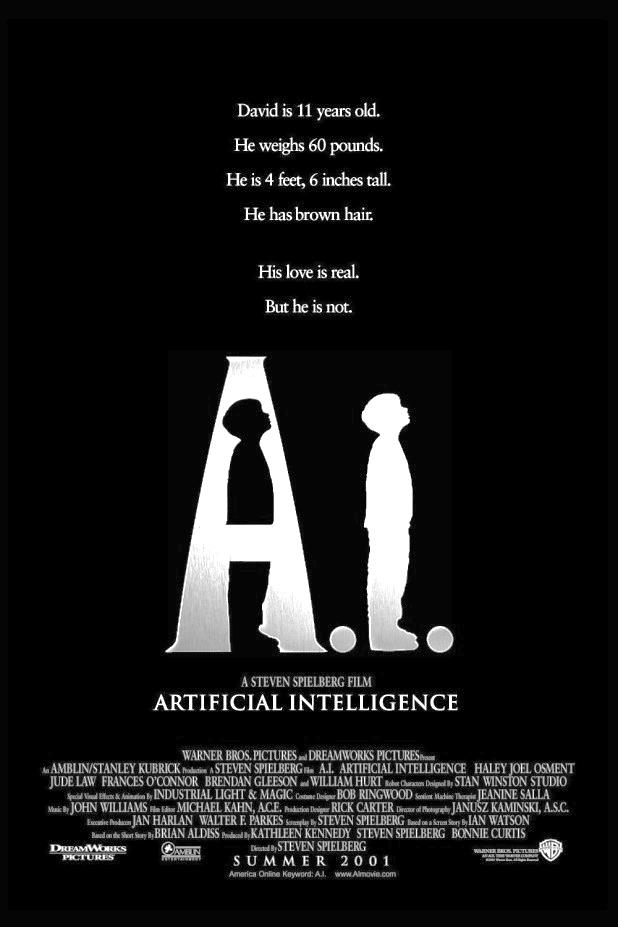 David is 11 years old.
He weighs 60 pounds.
He is 4 feet, 6 inches tall.
He has brown hair.
His love is real.
But he is not.
A.I.
A STEVEN SPIELBERG FILM
ARTIFICIAL INTELLIGENCE
WARNER BROS. PICTURES and DREAMWORKS PICTURES Present
An AMBLIN/STANLEY KUBRICK Production A STEVEN SPIELBERG Film A.I. ARTIFICIAL INTELLIGENCE HALEY JOEL OSMENT
JUDE LAW FRANCES O'CONNOR BRENDAN GLEESON and WILLIAM HURT Robot Characters Designed By STAN WINSTON STUDIO
Special Visual Effects & Animation By INDUSTRIAL LIGHT & MAGIC Costume Designer BOB RINGWOOD Sentient Machine Therapist JEANINE SALLA
Music By JOHN WILLIAMS Film Editor MICHAEL KAHN, A.C.E. Production Designer RICK CARTER Director of Photography JANUSZ KAMINSKI, A.S.C.
Executive Producers JAN HARLAN WALTER F. PARKES Screenplay By STEVEN SPIELBERG Based on a Screen Story By IAN WATSON
Based on the Short Story By BRIAN ALDISS Produced By KATHLEEN KENNEDY STEVEN SPIELBERG BONNIE CURTIS
Directed By STEVEN SPIELBERG
DREAMWORKS
PICTURES
AMBLIN
ENTERTAINMENT
SUMMER 2001
WARNER BROS. PICTURES
America Online Keyword: A.I. www.AImovie.com